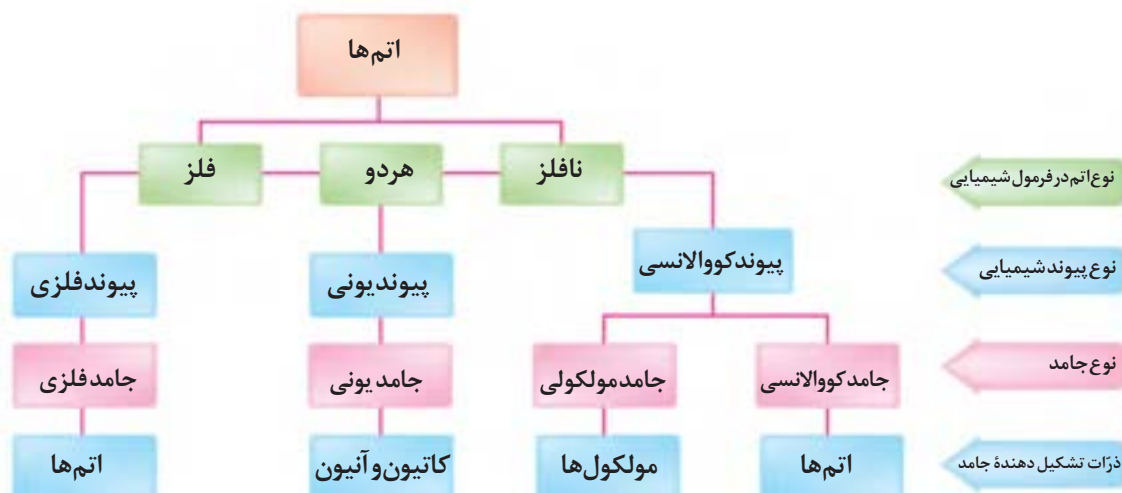 اتم‌ها
نوع اتم در فرمول شیمیایی
نافلز
هردو
فلز
نوع پیوند شیمیایی
پیوند کووالانسی
پیوند یونی
پیوند فلزی
نوع جامد
جامد کووالانسی
جامد مولکولی
جامد یونی
جامد فلزی
ذرّات تشکیل دهندهٔ جامد
اتم‌ها
مولکول‌ها
کاتیون و آنیون
اتم‌ها